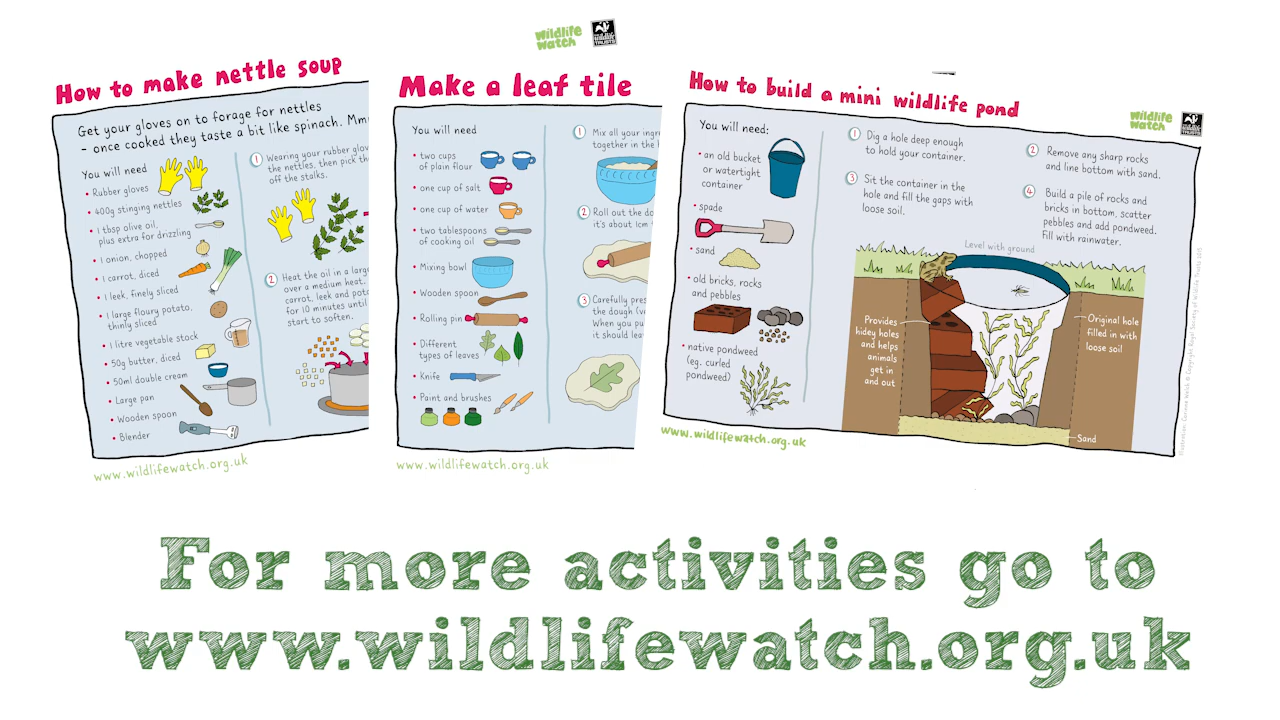 wildlife watch
wildlife TRUSTS
How to make nettle soup
Get your gloves on to forage for nettles
- once cooked they taste a bit like spinach.
You will need
• Rubber gloves
• 400g stinging nettles
• 1 tbsp olive oil,
plus extra for drizzling
• 1 onion, chopped
• 1 carrot, diced
• 1 leek, finely sliced
• 1 large floury potato,
thinly sliced
• 1 litre vegetable stock
• 50g butter, diced
• 50ml double cream
• Large pan
• Wooden spoon
• Blender
1 Wearing your rubber
the nettles, then pick
off the stalks.
2 Heat the oil in a
over a medium heat.
carrot, leek and
for 10 minutes until
start to soften.
www.wildlifewatch.org.uk
Make a leaf tile
You will need
• two cups
of plain flour
• one cup of salt
• one cup of water
• two tablespoons
of cooking oil
• Mixing bowl
• Wooden spoon
• Rolling pin
• Different
types of leaves
• Knife
• Paint and brushes
1 Mix all your
together in the
2 Roll out the
it's about 1cm
3 Carefully
the dough
When you
it should
www.wildlifewatch.org.uk
How to build a mini wildlife pond
wildlife watch
You will need:
• an old bucket
or watertight
container
• spade
• sand
• old bricks, rocks
and pebbles
• native pondweed
(eg. curled
pondweed)
1 Dig a hole deep enough
to hold your container.
2 Remove any sharp rocks
and line bottom with sand.
3 Sit the container in the
hole and fill the gaps with
loose soil.
4 Build a pile of rocks and
bricks in bottom, scatter
pebbles and add pondweed.
Fill with rainwater.
Level with ground
Provides
hidey holes
and helps
animals
get in
and out
Original hole
filled in with
loose soil
Sand
www.wildlifewatch.org.uk
For more activities go to
www.wildlifewatch.org.uk